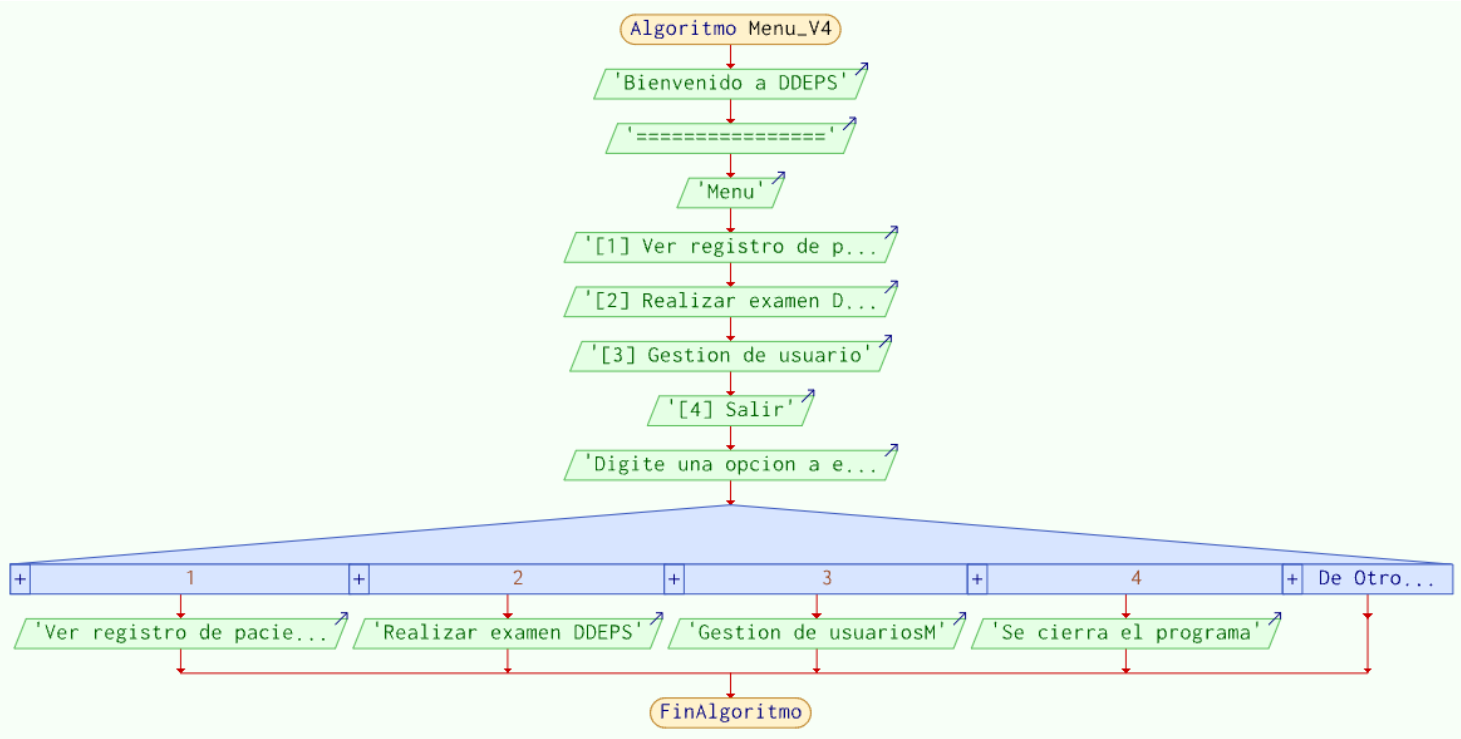 Algoritmo Menu_V4
'Bienvenido a DDEPS'
'================'
'Menu'
'[1] Ver registro de p...
'[2] Realizar examen D...
'[3] Gestion de usuario'
'[4] Salir'
'Digite una opcion a e...
+ 1 + 2 + 3 + 4 + De Otro...
'Ver registro de pacie... 'Realizar examen DDEPS' 'Gestion de usuariosM' 'Se cierra el programa'
FinAlgoritmo